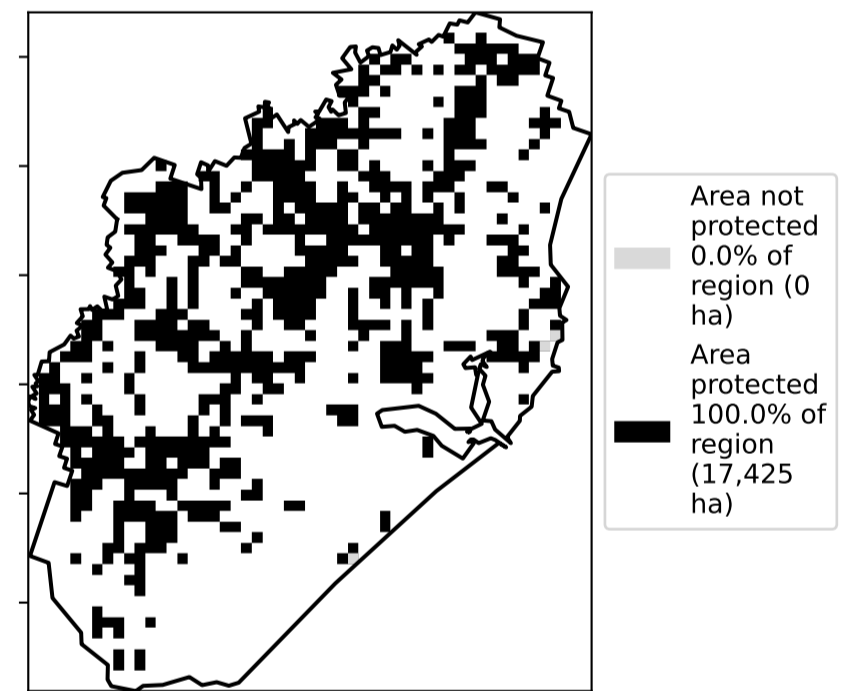 Area not
protected
0.0% of
region (0
ha)
Area
protected
100.0% of
region
(17,425
ha)